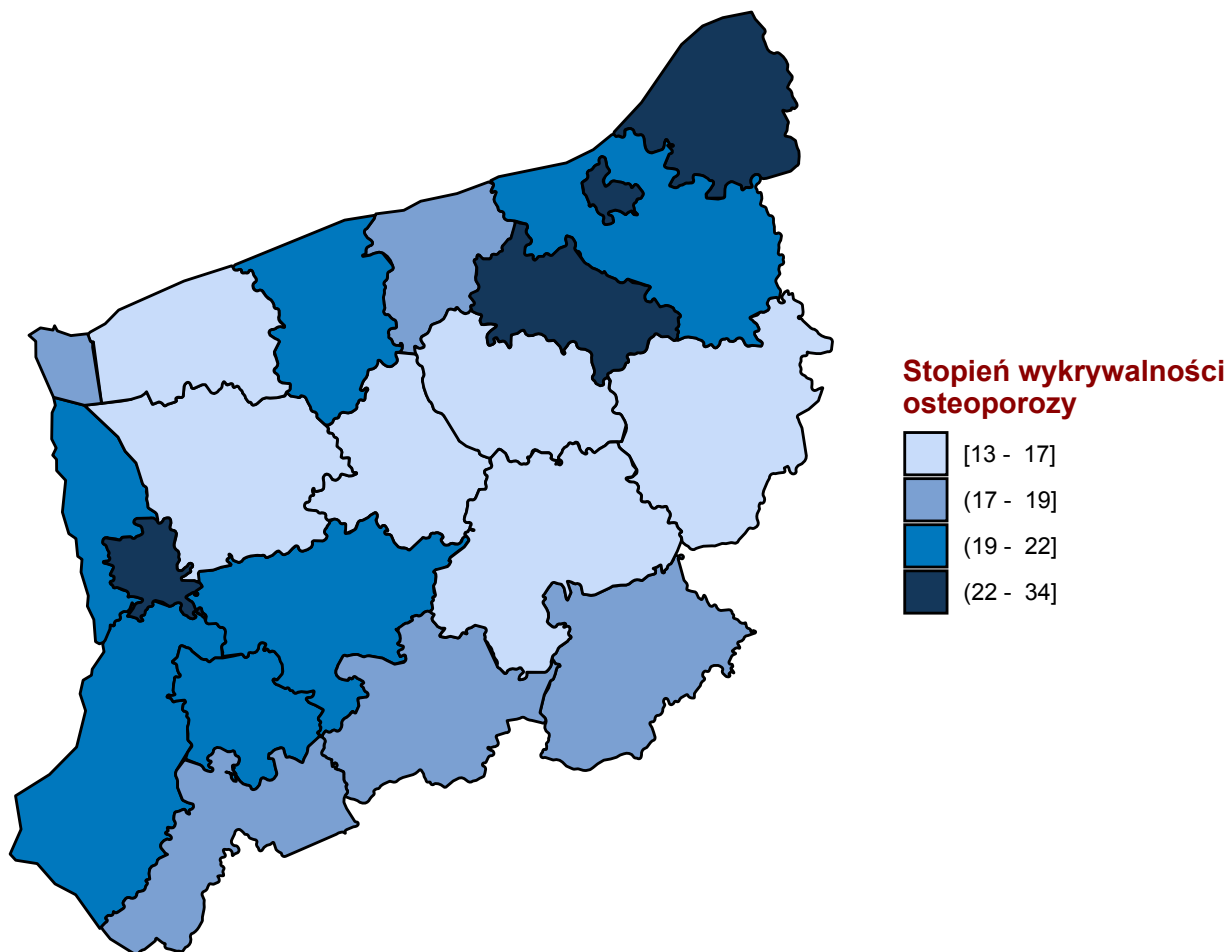 Stopień wykrywalności
osteoporozy
[13 - 17]
(17 - 19]
(19 - 22]
(22 - 34]